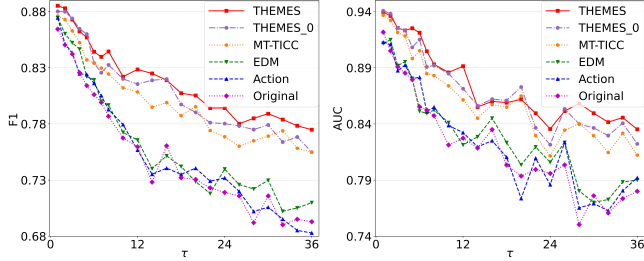 THEMES
THEMES_0
MT-TICC
EDM
Action
Original
F1
0.88
0.83
0.78
0.73
0.68
0
12
24
36
τ
THEMES
THEMES_0
MT-TICC
EDM
Action
Original
AUC
0.94
0.89
0.84
0.79
0.74
0
12
24
36
τ